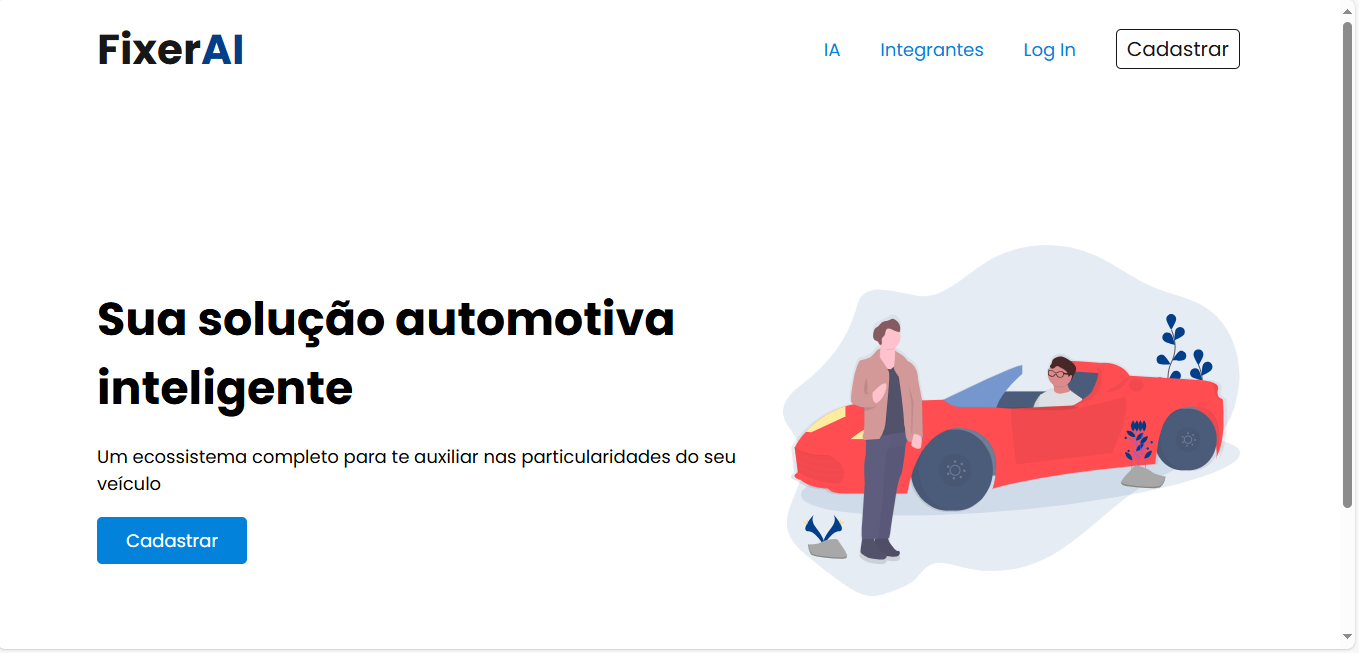 FixerAI
IA
Integrantes
Log In
Cadastrar
Sua solução automotiva
inteligente
Um ecossistema completo para te auxiliar nas particularidades do seu
veículo
Cadastrar